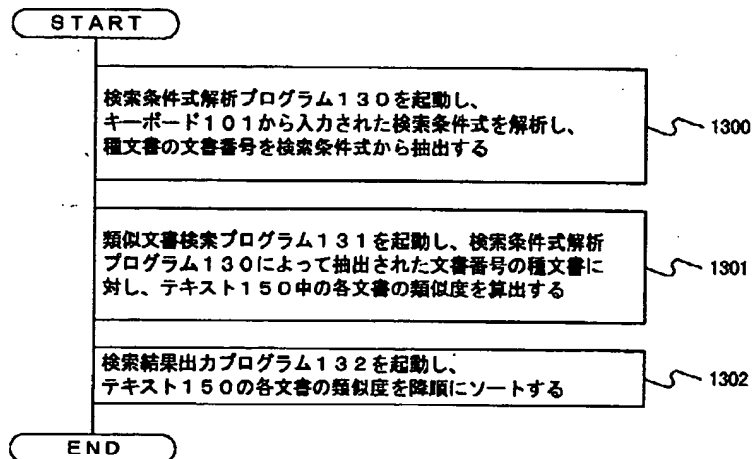 START
検索条件式解析プログラム130を起動し、
キーボード101から入力された検索条件式を解析し、
種文書の文書番号を検索条件式から抽出する
1300
類似文書検索プログラム131を起動し、検索条件式解析
プログラム130によって抽出された文書番号の種文書に
対し、テキスト150中の各文書の類似度を算出する
1301
検索結果出力プログラム132を起動し、
テキスト150の各文書の類似度を降順にソートする
1302
END